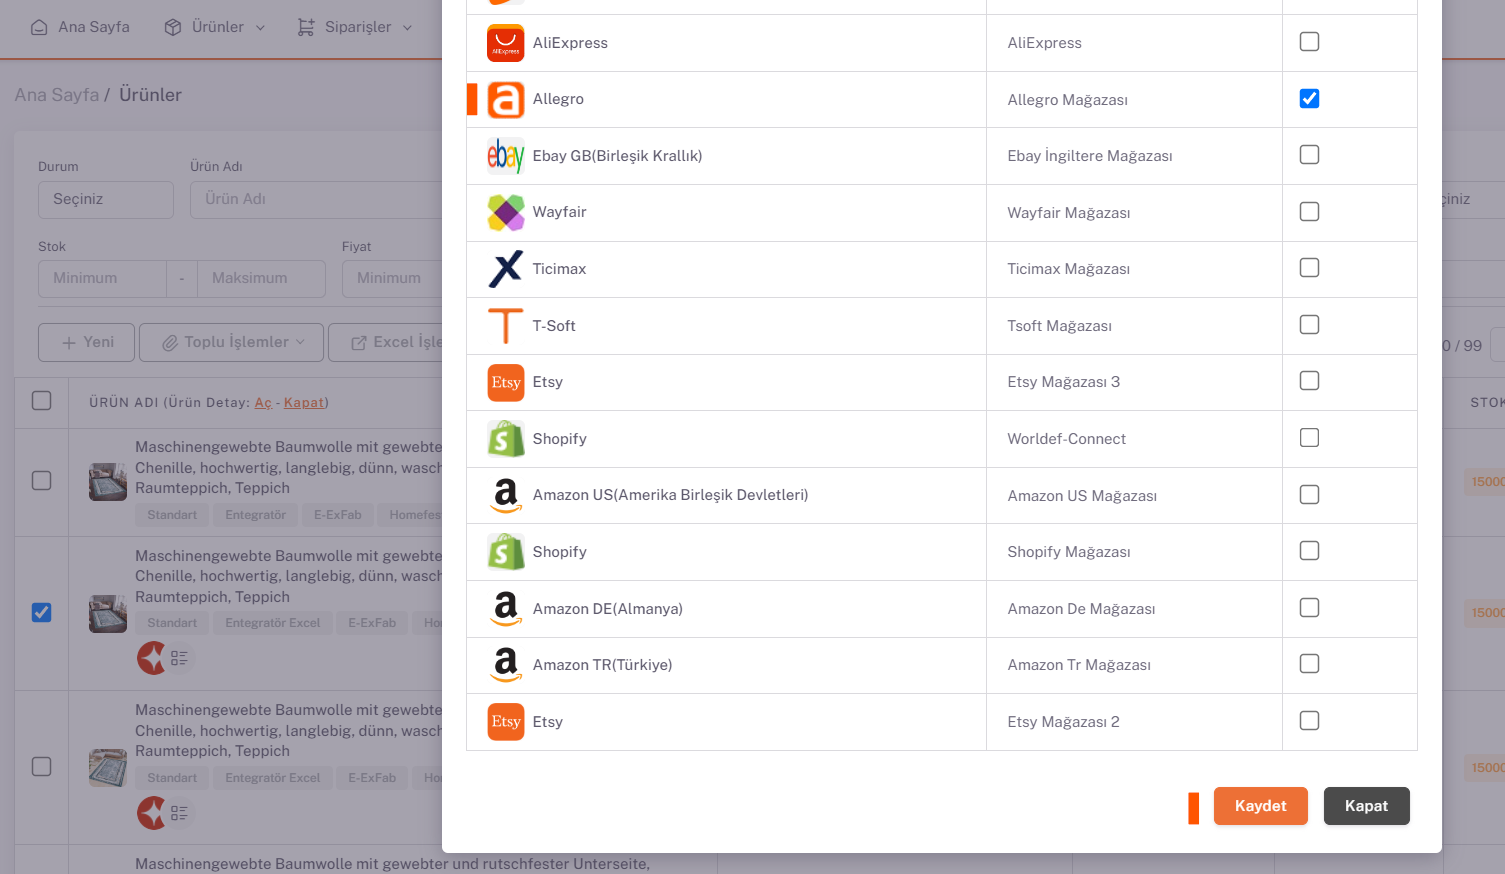 Ana Sayfa
Ürünler
Siparişler
Ana Sayfa / Ürünler
Durum
Ürün Adı
Seçiniz
Ürün Adı
Stok
Fiyat
Minimum
-
Maksimum
Minimum
Yeni
Toplu İşlemler
Excel İşle
0 / 99
ÜRÜN ADI (Ürün Detay: Aç - Kapat)
STOK
Maschinengewebte Baumwolle mit gewebte
Chenille, hochwertig, langlebig, dünn, wasch
Raumteppich, Teppich
Standart
Entegratör
E-ExFab
Homefes
15000
Maschinengewebte Baumwolle mit gewebte
Chenille, hochwertig, langlebig, dünn, wasch
Raumteppich, Teppich
Standart
Entegratör Excel
E-ExFab
Ho
15000
Maschinengewebte Baumwolle mit gewebte
Chenille, hochwertig, langlebig, dünn, wasch
Raumteppich, Teppich
Standart
Entegratör Excel
E-ExFab
Ho
15000
Maschinengewebte Baumwolle mit gewebter und rutschfester Unterseite,
çiniz
AliExpress
AliExpress
AliExpress
a
Allegro
Allegro Mağazası
ebay
Ebay GB(Birleşik Krallık)
Ebay İngiltere Mağazası
Wayfair
Wayfair Mağazası
Ticimax
Ticimax Mağazası
T-Soft
Tsoft Mağazası
Etsy
Etsy
Etsy Mağazası 3
Shopify
Worldef-Connect
a
Amazon US(Amerika Birleşik Devletleri)
Amazon US Mağazası
Shopify
Shopify Mağazası
a
Amazon DE(Almanya)
Amazon De Mağazası
a
Amazon TR(Türkiye)
Amazon Tr Mağazası
Etsy
Etsy
Etsy Mağazası 2
Kaydet
Kapat